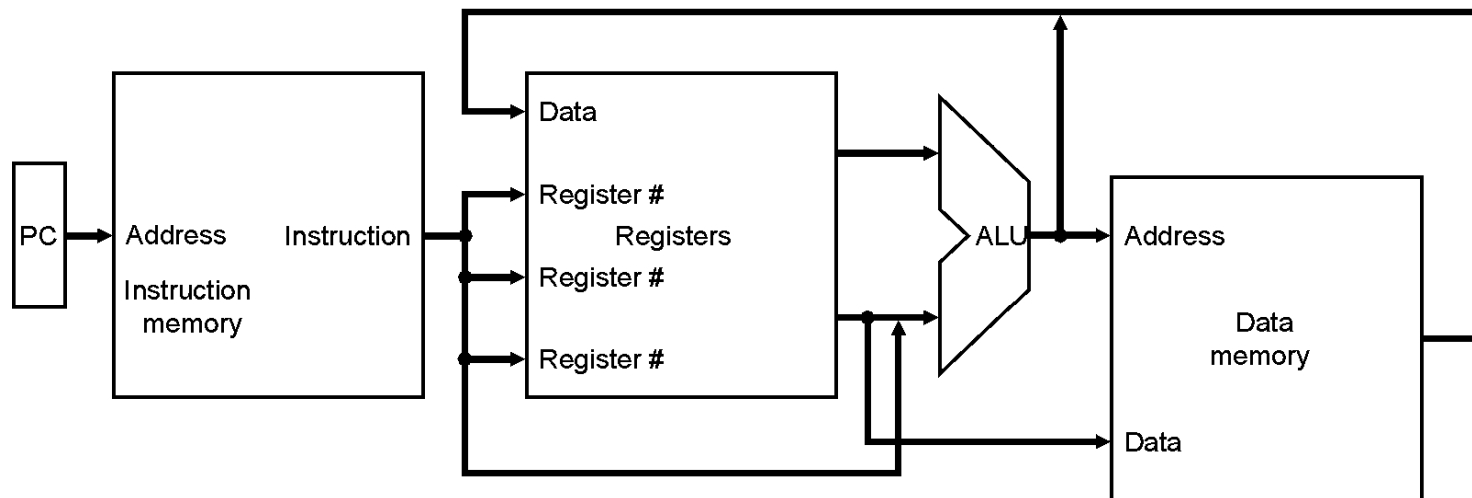 PC
Address
Instruction
Instruction
memory
Data
Register #
Registers
Register #
Register #
ALU
Address
Data
memory
Data